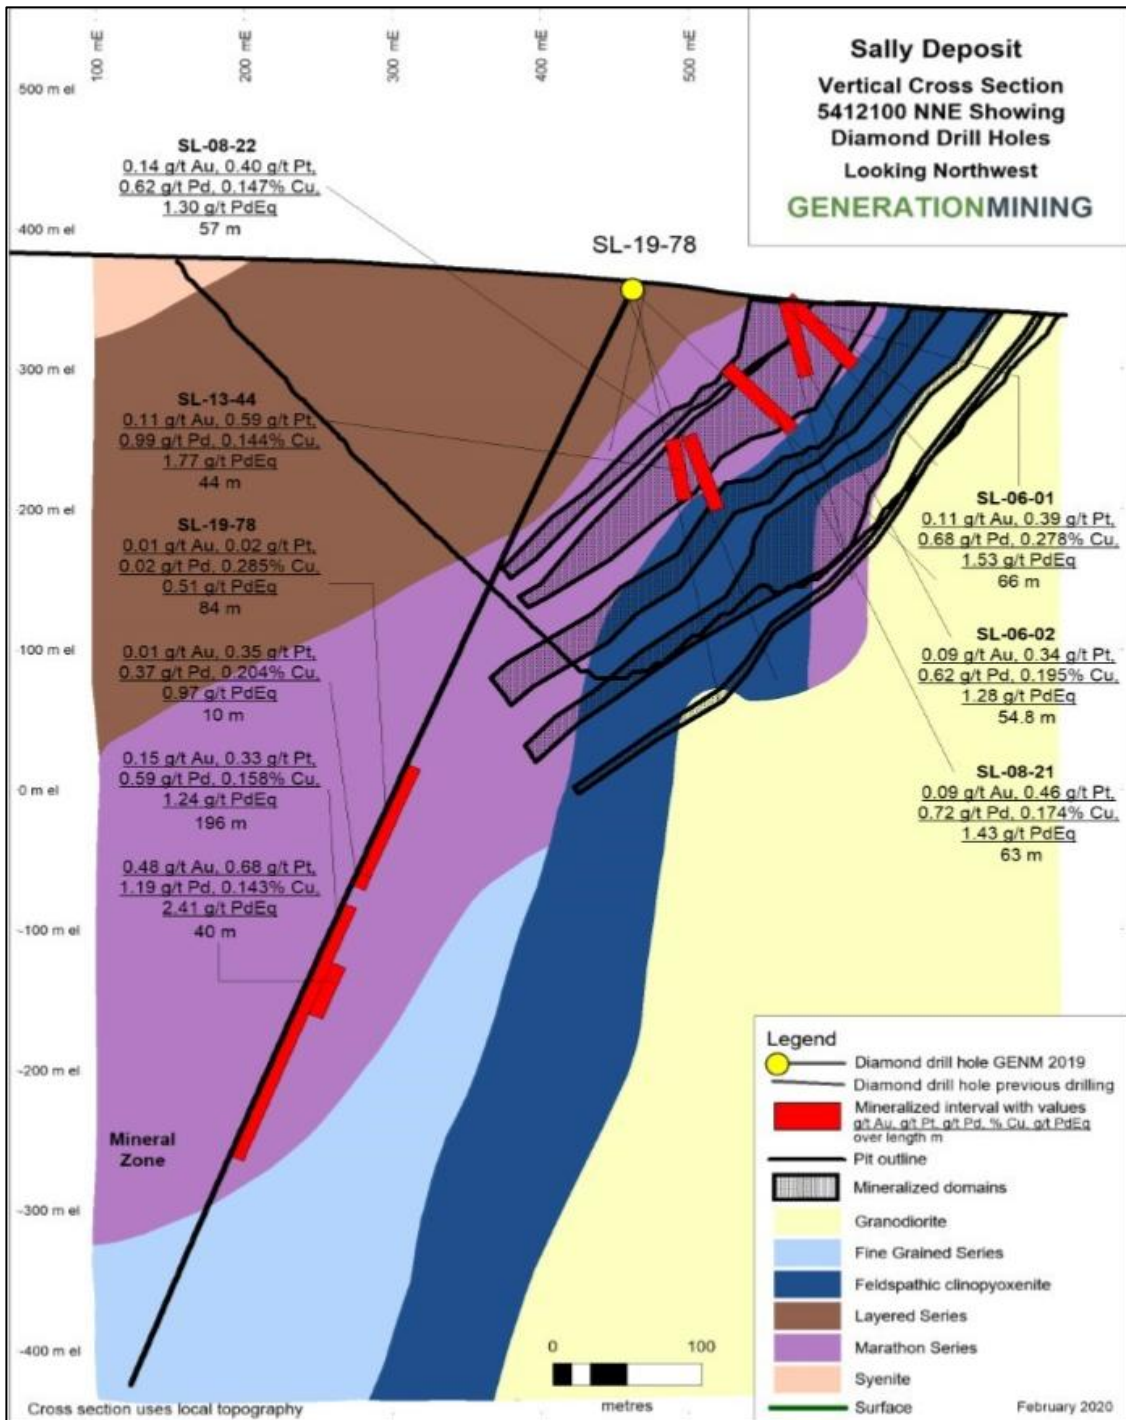 100 mE
200 mE
300 mE
400 mE
500 mE
Sally Deposit
Vertical Cross Section
5412100 NNE Showing
Diamond Drill Holes
Looking Northwest
GENERATIONMINING
500 m el
400 m el
300 m el
200 m el
100 m el
0 m el
-100 m el
-200 m el
-300 m el
-400 m el
SL-08-22
0.14 g/t Au, 0.40 g/t Pt,
0.62 g/t Pd, 0.147% Cu,
1.30 g/t PdEq
57 m
SL-19-78
SL-13-44
0.11 g/t Au, 0.59 g/t Pt,
0.99 g/t Pd, 0.144% Cu,
1.77 g/t PdEq
44 m
SL-19-78
0.01 g/t Au, 0.02 g/t Pt,
0.02 g/t Pd, 0.285% Cu,
0.51 g/t PdEq
84 m
0.01 g/t Au, 0.35 g/t Pt,
0.37 g/t Pd, 0.204% Cu,
0.97 g/t PdEq
10 m
0.15 g/t Au, 0.33 g/t Pt,
0.59 g/t Pd, 0.158% Cu,
1.24 g/t PdEq
196 m
0.48 g/t Au, 0.68 g/t Pt,
1.19 g/t Pd, 0.143% Cu,
2.41 g/t PdEq
40 m
SL-06-01
0.11 g/t Au, 0.39 g/t Pt,
0.68 g/t Pd, 0.278% Cu,
1.53 g/t PdEq
66 m
SL-06-02
0.09 g/t Au, 0.34 g/t Pt,
0.62 g/t Pd, 0.195% Cu,
1.28 g/t PdEq
54.8 m
SL-08-21
0.09 g/t Au, 0.46 g/t Pt,
0.72 g/t Pd, 0.174% Cu,
1.43 g/t PdEq
63 m
Mineral
Zone
Legend
Diamond drill hole GENM 2019
Diamond drill hole previous drilling
Mineralized interval with values
g/t Au, g/t Pt, g/t Pd, % Cu, g/t PdEq
over length m
Pit outline
Mineralized domains
Granodiorite
Fine Grained Series
Feldspathic clinopyoxenite
Layered Series
Marathon Series
Syenite
Surface
0 100
metres
Cross section uses local topography
February 2020